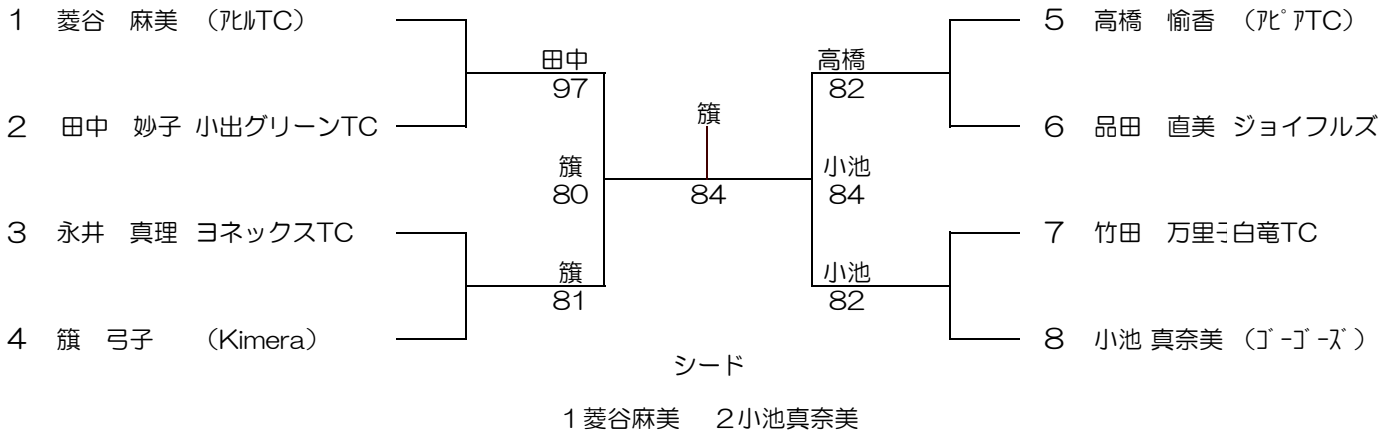 1 菱谷 麻美 (ｱﾋﾙTC)
5 高橋 愉香 (ｱﾋﾟｱTC)
田中
高橋
97
82
籏
2 田中 妙子 小出グリーンTC
6 品田 直美 ジョイフルズ
籏
小池
80
84
84
3 永井 真理 ヨネックスTC
7 竹田 万里子白竜TC
籏
小池
81
82
4 籏 弓子 (Kimera)
8 小池 真奈美 (ｺﾞｰｺﾞｰｽﾞ)
シード
1菱谷麻美 2小池真奈美